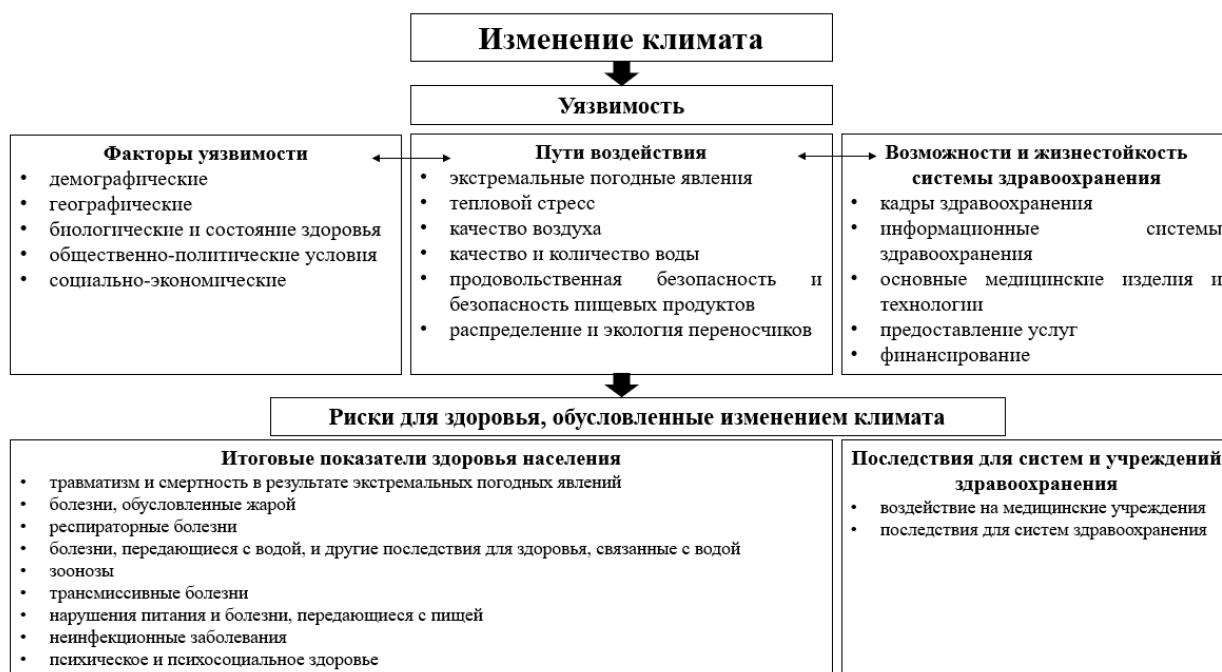 Изменение климата
Уязвимость
Факторы уязвимости
• демографические
• географические
• биологические и состояние здоровья
• общественно-политические условия
• социально-экономические
Пути воздействия
• экстремальные погодные явления
• тепловой стресс
• качество воздуха
• качество и количество воды
• продовольственная безопасность и
безопасность пищевых продуктов
• распределение и экология переносчиков
Возможности и жизнестойкость
системы здравоохранения
• кадры здравоохранения
• информационные системы
здравоохранения
• основные медицинские изделия и
технологии
• предоставление услуг
• финансирование
Риски для здоровья, обусловленные изменением климата
Итоговые показатели здоровья населения
• травматизм и смертность в результате экстремальных погодных явлений
• болезни, обусловленные жарой
• респираторные болезни
• болезни, передающиеся с водой, и другие последствия для здоровья, связанные с водой
• зоонозы
• трансмиссивные болезни
• нарушения питания и болезни, передающиеся с пищей
• неинфекционные заболевания
• психическое и психосоциальное здоровье
Последствия для систем и учреждений
здравоохранения
• воздействие на медицинские учреждения
• последствия для систем здравоохранения